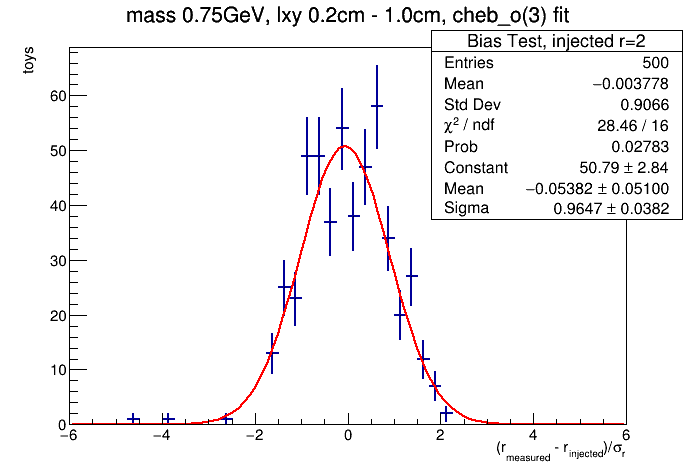 mass 0.75GeV, lxy 0.2cm - 1.0cm, cheb_o(3) fit
Bias Test, injected r=2
Entries 500
Mean −0.003778
Std Dev 0.9066
χ² / ndf 28.46 / 16
Prob 0.02783
Constant 50.79 ± 2.84
Mean −0.05382 ± 0.05100
Sigma 0.9647 ± 0.0382
toys
60
50
40
30
20
10
0
−6 −4 −2 0 2 4 6
(r_measured - r_injected)/σ_r